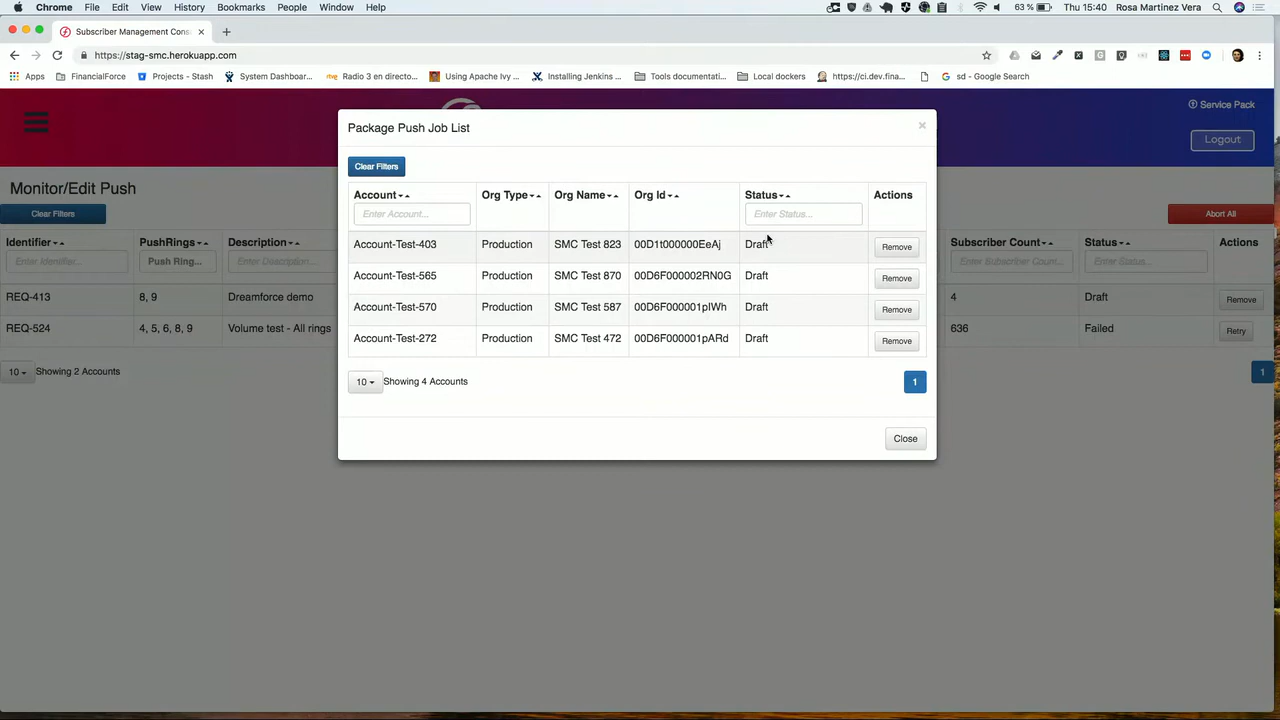 Chrome File Edit View History Bookmarks People Window Help 63 % Thu 15:40 Rosa Martinez Vera
Subscriber Management Cons
https://stag-smc.herokuapp.com
Apps FinancialForce Projects - Stash System Dashboar... Radio 3 en directo... Using Apache Ivy ... Installing Jenkins ... Tools documentati... Local dockers https://ci.dev.fina... sd - Google Search
Service Pack
Logout
Package Push Job List
Clear Filters
Account Org Type Org Name Org Id Status Actions
Enter Account... Enter Status...
Account-Test-403 Production SMC Test 823 00D1t000000EeAj Draft Remove
Account-Test-565 Production SMC Test 870 00D6F000002RN0G Draft Remove
Account-Test-570 Production SMC Test 587 00D6F000001pIWh Draft Remove
Account-Test-272 Production SMC Test 472 00D6F000001pARd Draft Remove
10 Showing 4 Accounts 1
Close
Monitor/Edit Push
Clear Filters Abort All
Identifier PushRings Description Subscriber Count Status Actions
Enter Identifier... Push Ring... Enter Description... Enter Subscriber Count... Enter Status...
REQ-413 8, 9 Dreamforce demo 4 Draft Remove
REQ-524 4, 5, 6, 8, 9 Volume test - All rings 636 Failed Retry
10 Showing 2 Accounts 1